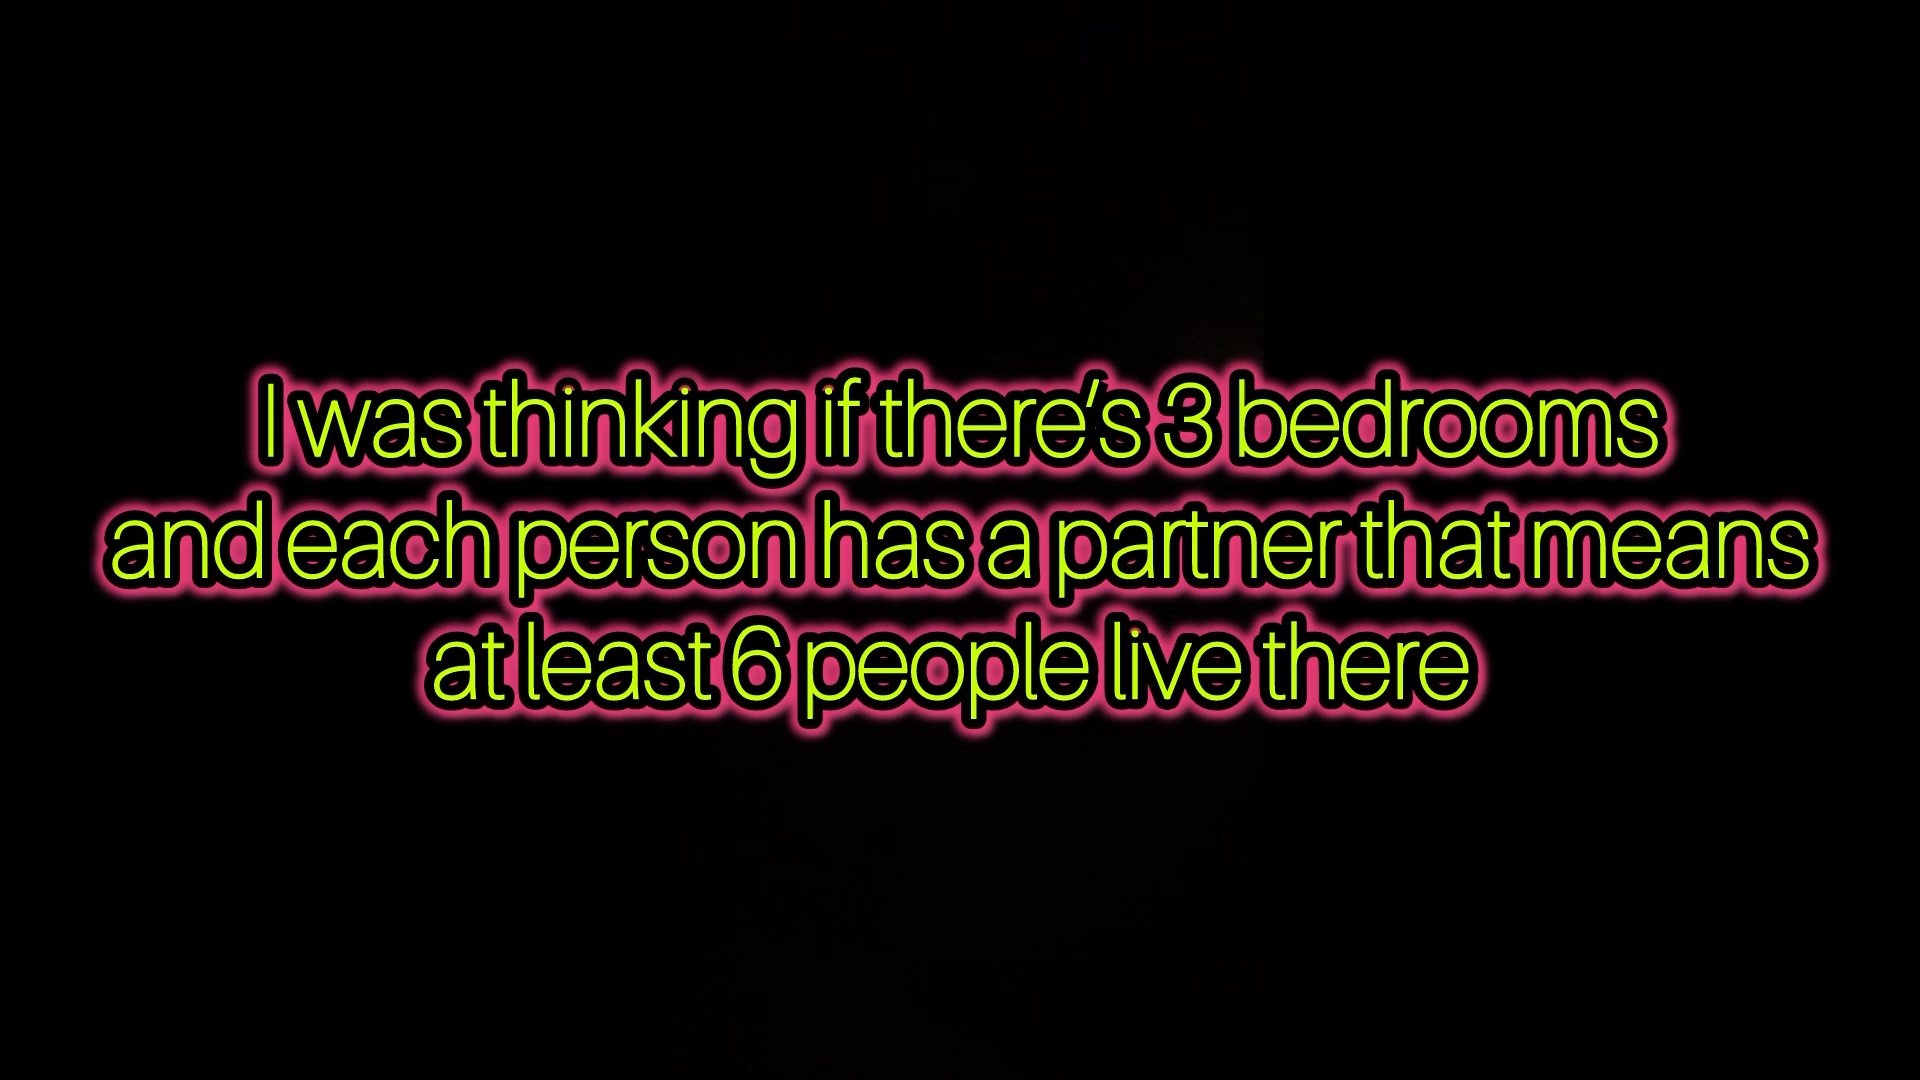 I was thinking if there's 3 bedrooms
and each person has a partner that means
at least 6 people live there